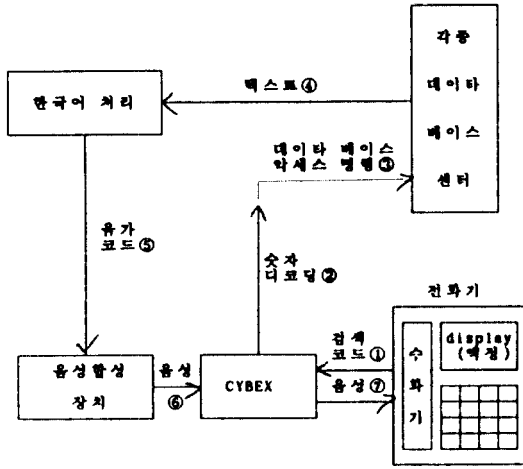 각종
데이타
베이스
센터
텍스트④
한국어 처리
데이타 베이스
악세스 명령③
음가
코드⑤
숫자
디코딩②
전화기
검색
코드①
음성⑦
수화기
display
(액정)
음성합성
장치
음성
⑥
CYBEX